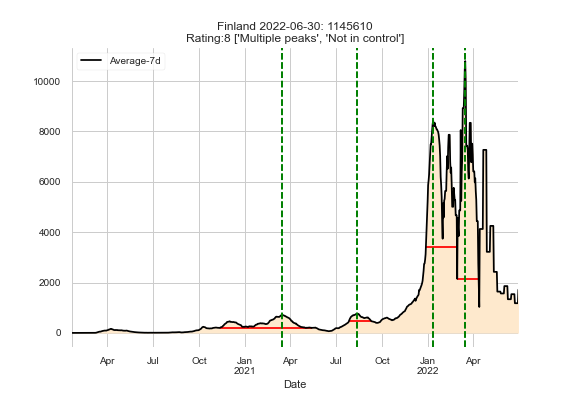 Finland 2022-06-30: 1145610
Rating:8 ['Multiple peaks', 'Not in control']
Average-7d
10000
8000
6000
4000
2000
0
Apr Jul Oct Jan Apr Jul Oct Jan Apr
2021 2022
Date